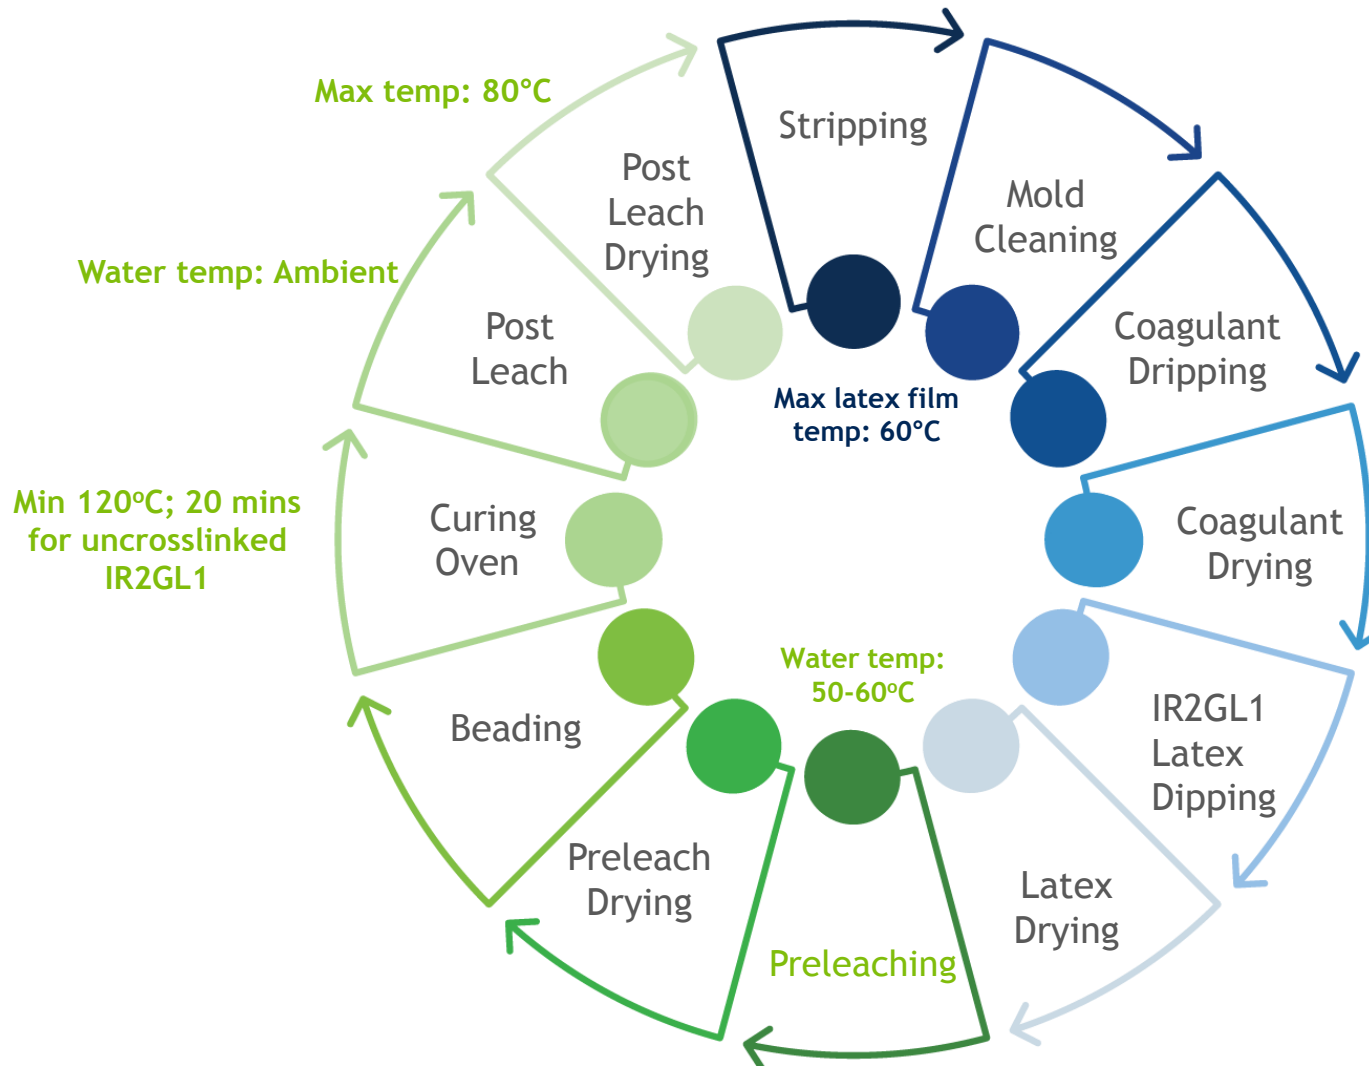 Stripping
Mold
Cleaning
Coagulant
Dripping
Coagulant
Drying
IR2GL1
Latex
Dipping
Latex
Drying
Preleaching
Water temp:
50-60ºC
Preleach
Drying
Beading
Curing
Oven
Min 120ºC; 20 mins
for uncrosslinked
IR2GL1
Post
Leach
Water temp: Ambient
Post
Leach
Drying
Max temp: 80°C
Max latex film
temp: 60°C